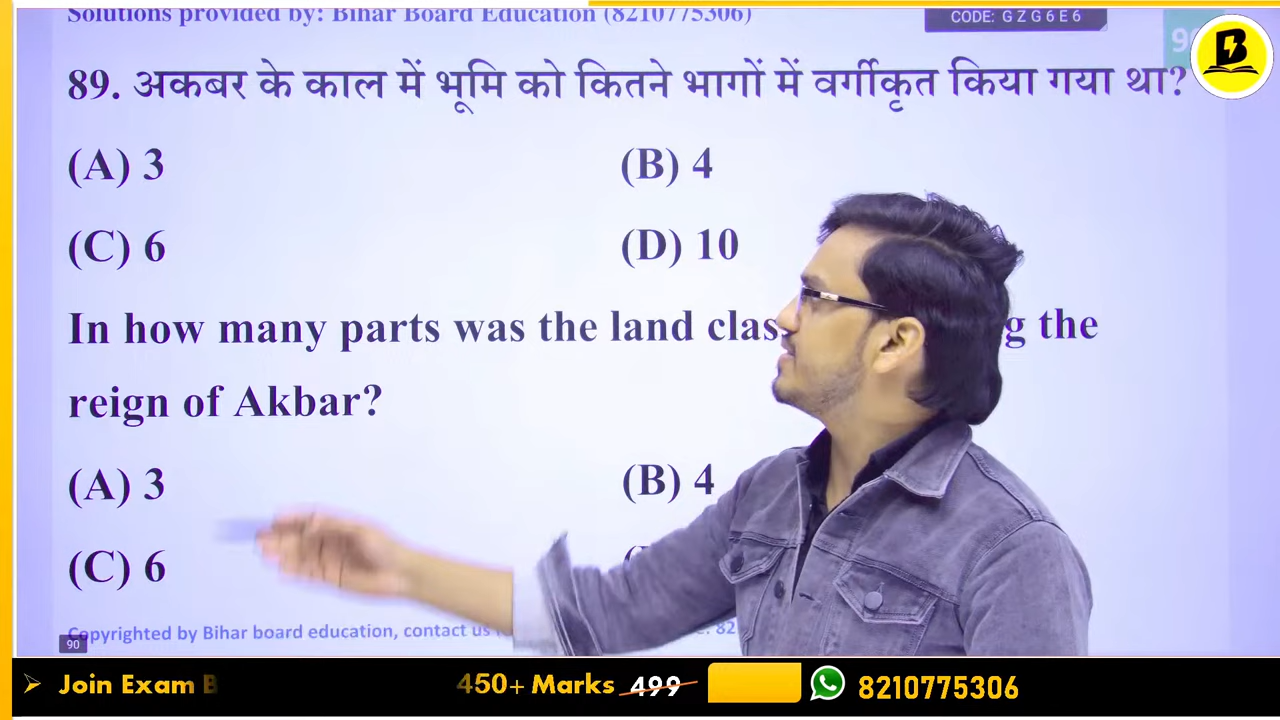 Solutions provided by: Bihar Board Education (8210775306)
CODE: G Z G 6 E 6
B
89. अकबर के काल में भूमि को कितने भागों में वर्गीकृत किया गया था?
(A) 3 (B) 4
(C) 6 (D) 10
In how many parts was the land the
reign of Akbar?
(A) 3 (B) 4
(C) 6
Copyrighted by Bihar board education, contact us
90
➢ Join Exam B 450+ Marks 499 8210775306